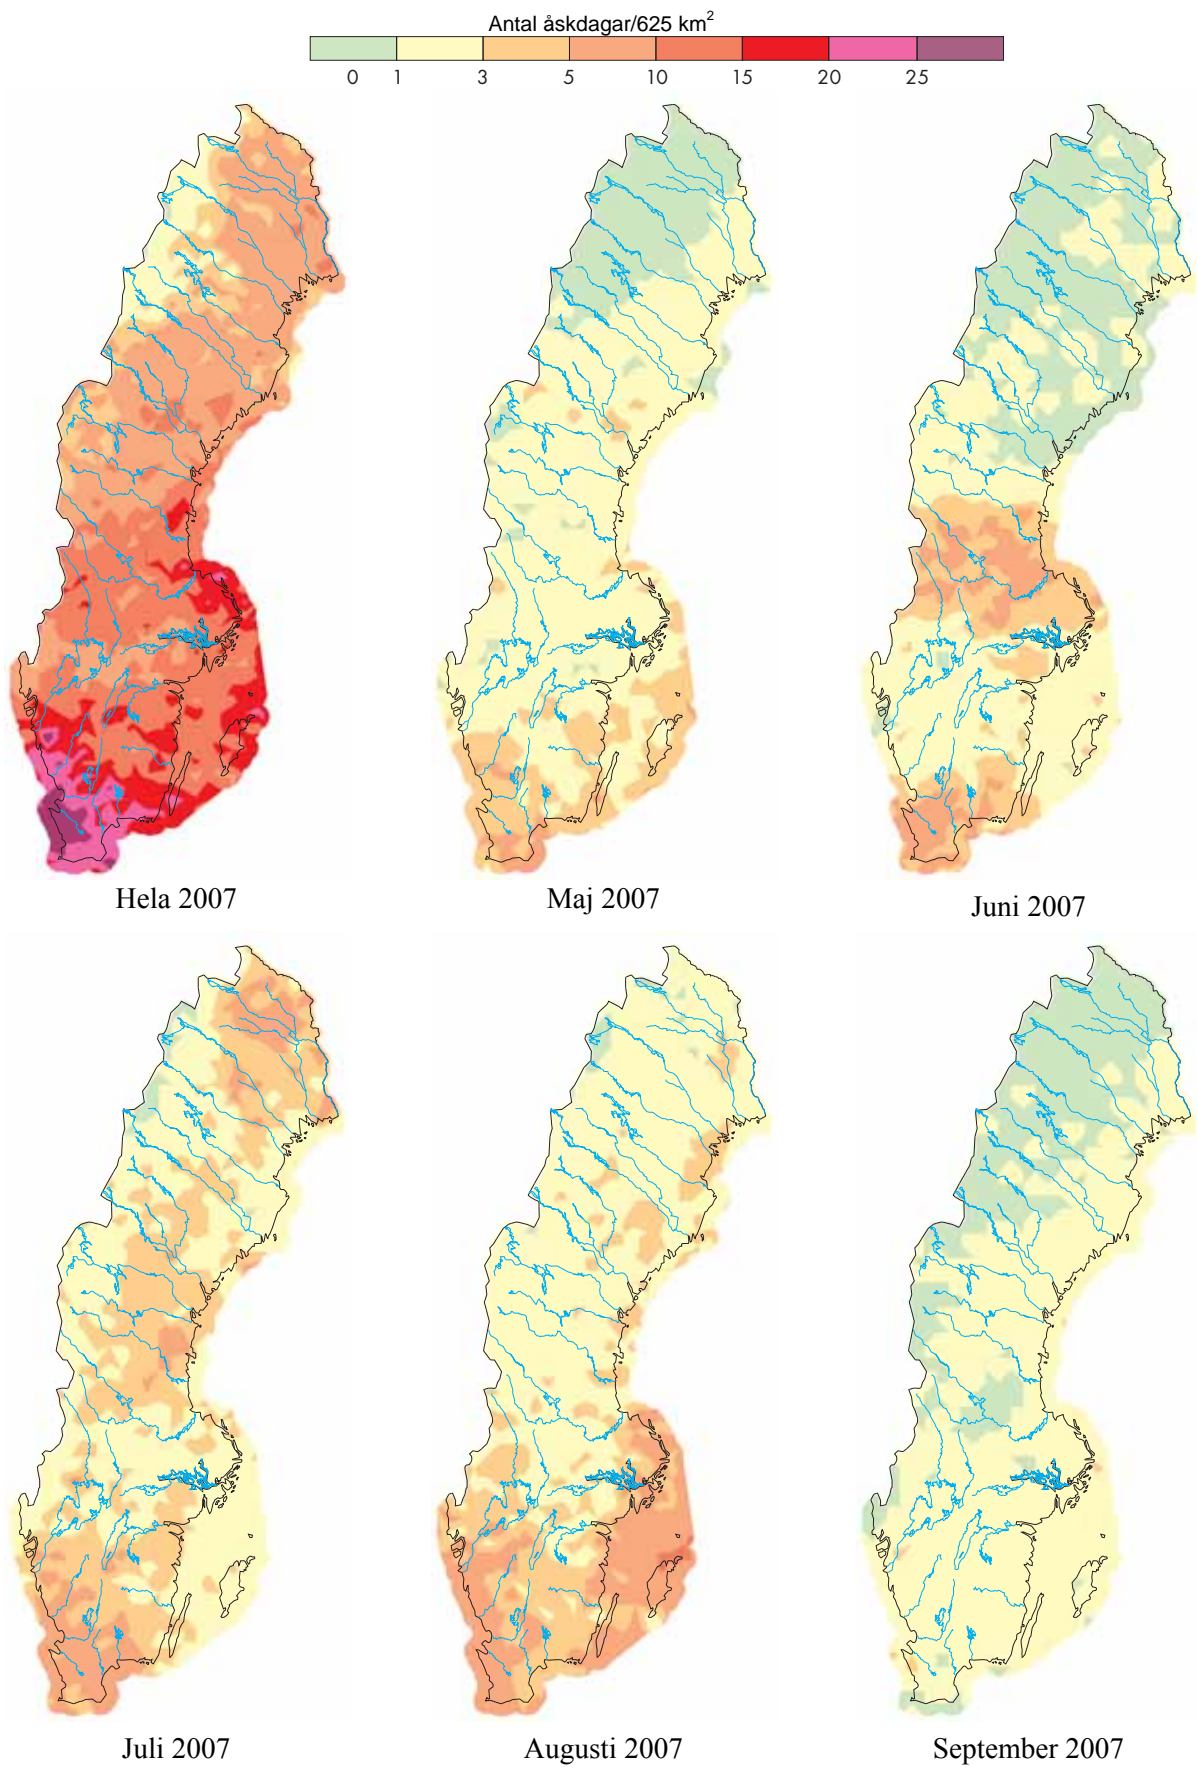 Antal åskdagar/625 km²
0 1 3 5 10 15 20 25
Hela 2007
Maj 2007
Juni 2007
Juli 2007
Augusti 2007
September 2007